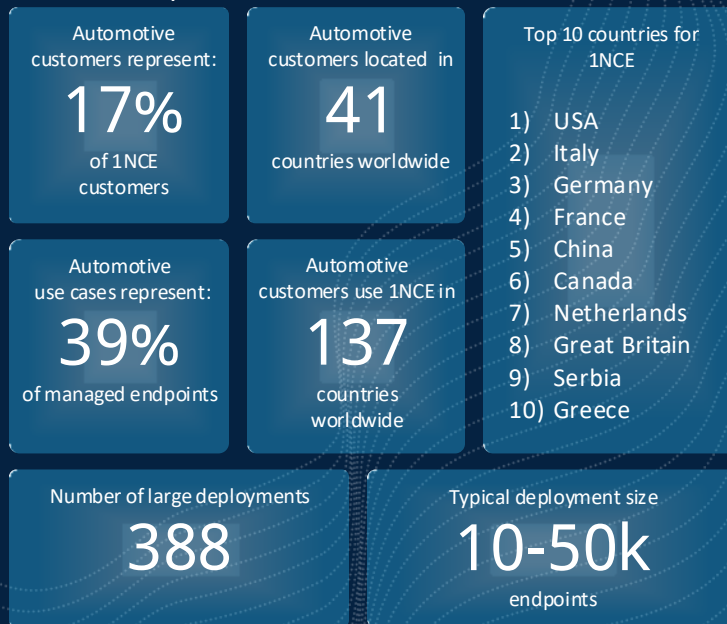 Automotive
customers represent:
17%
of 1NCE
customers
Automotive
customers located in
41
countries worldwide
Top 10 countries for
1NCE
1) USA
2) Italy
3) Germany
4) France
5) China
6) Canada
7) Netherlands
8) Great Britain
9) Serbia
10) Greece
Automotive
use cases represent:
39%
of managed endpoints
Automotive
customers use 1NCE in
137
countries
worldwide
Number of large deployments
388
Typical deployment size
10-50k
endpoints